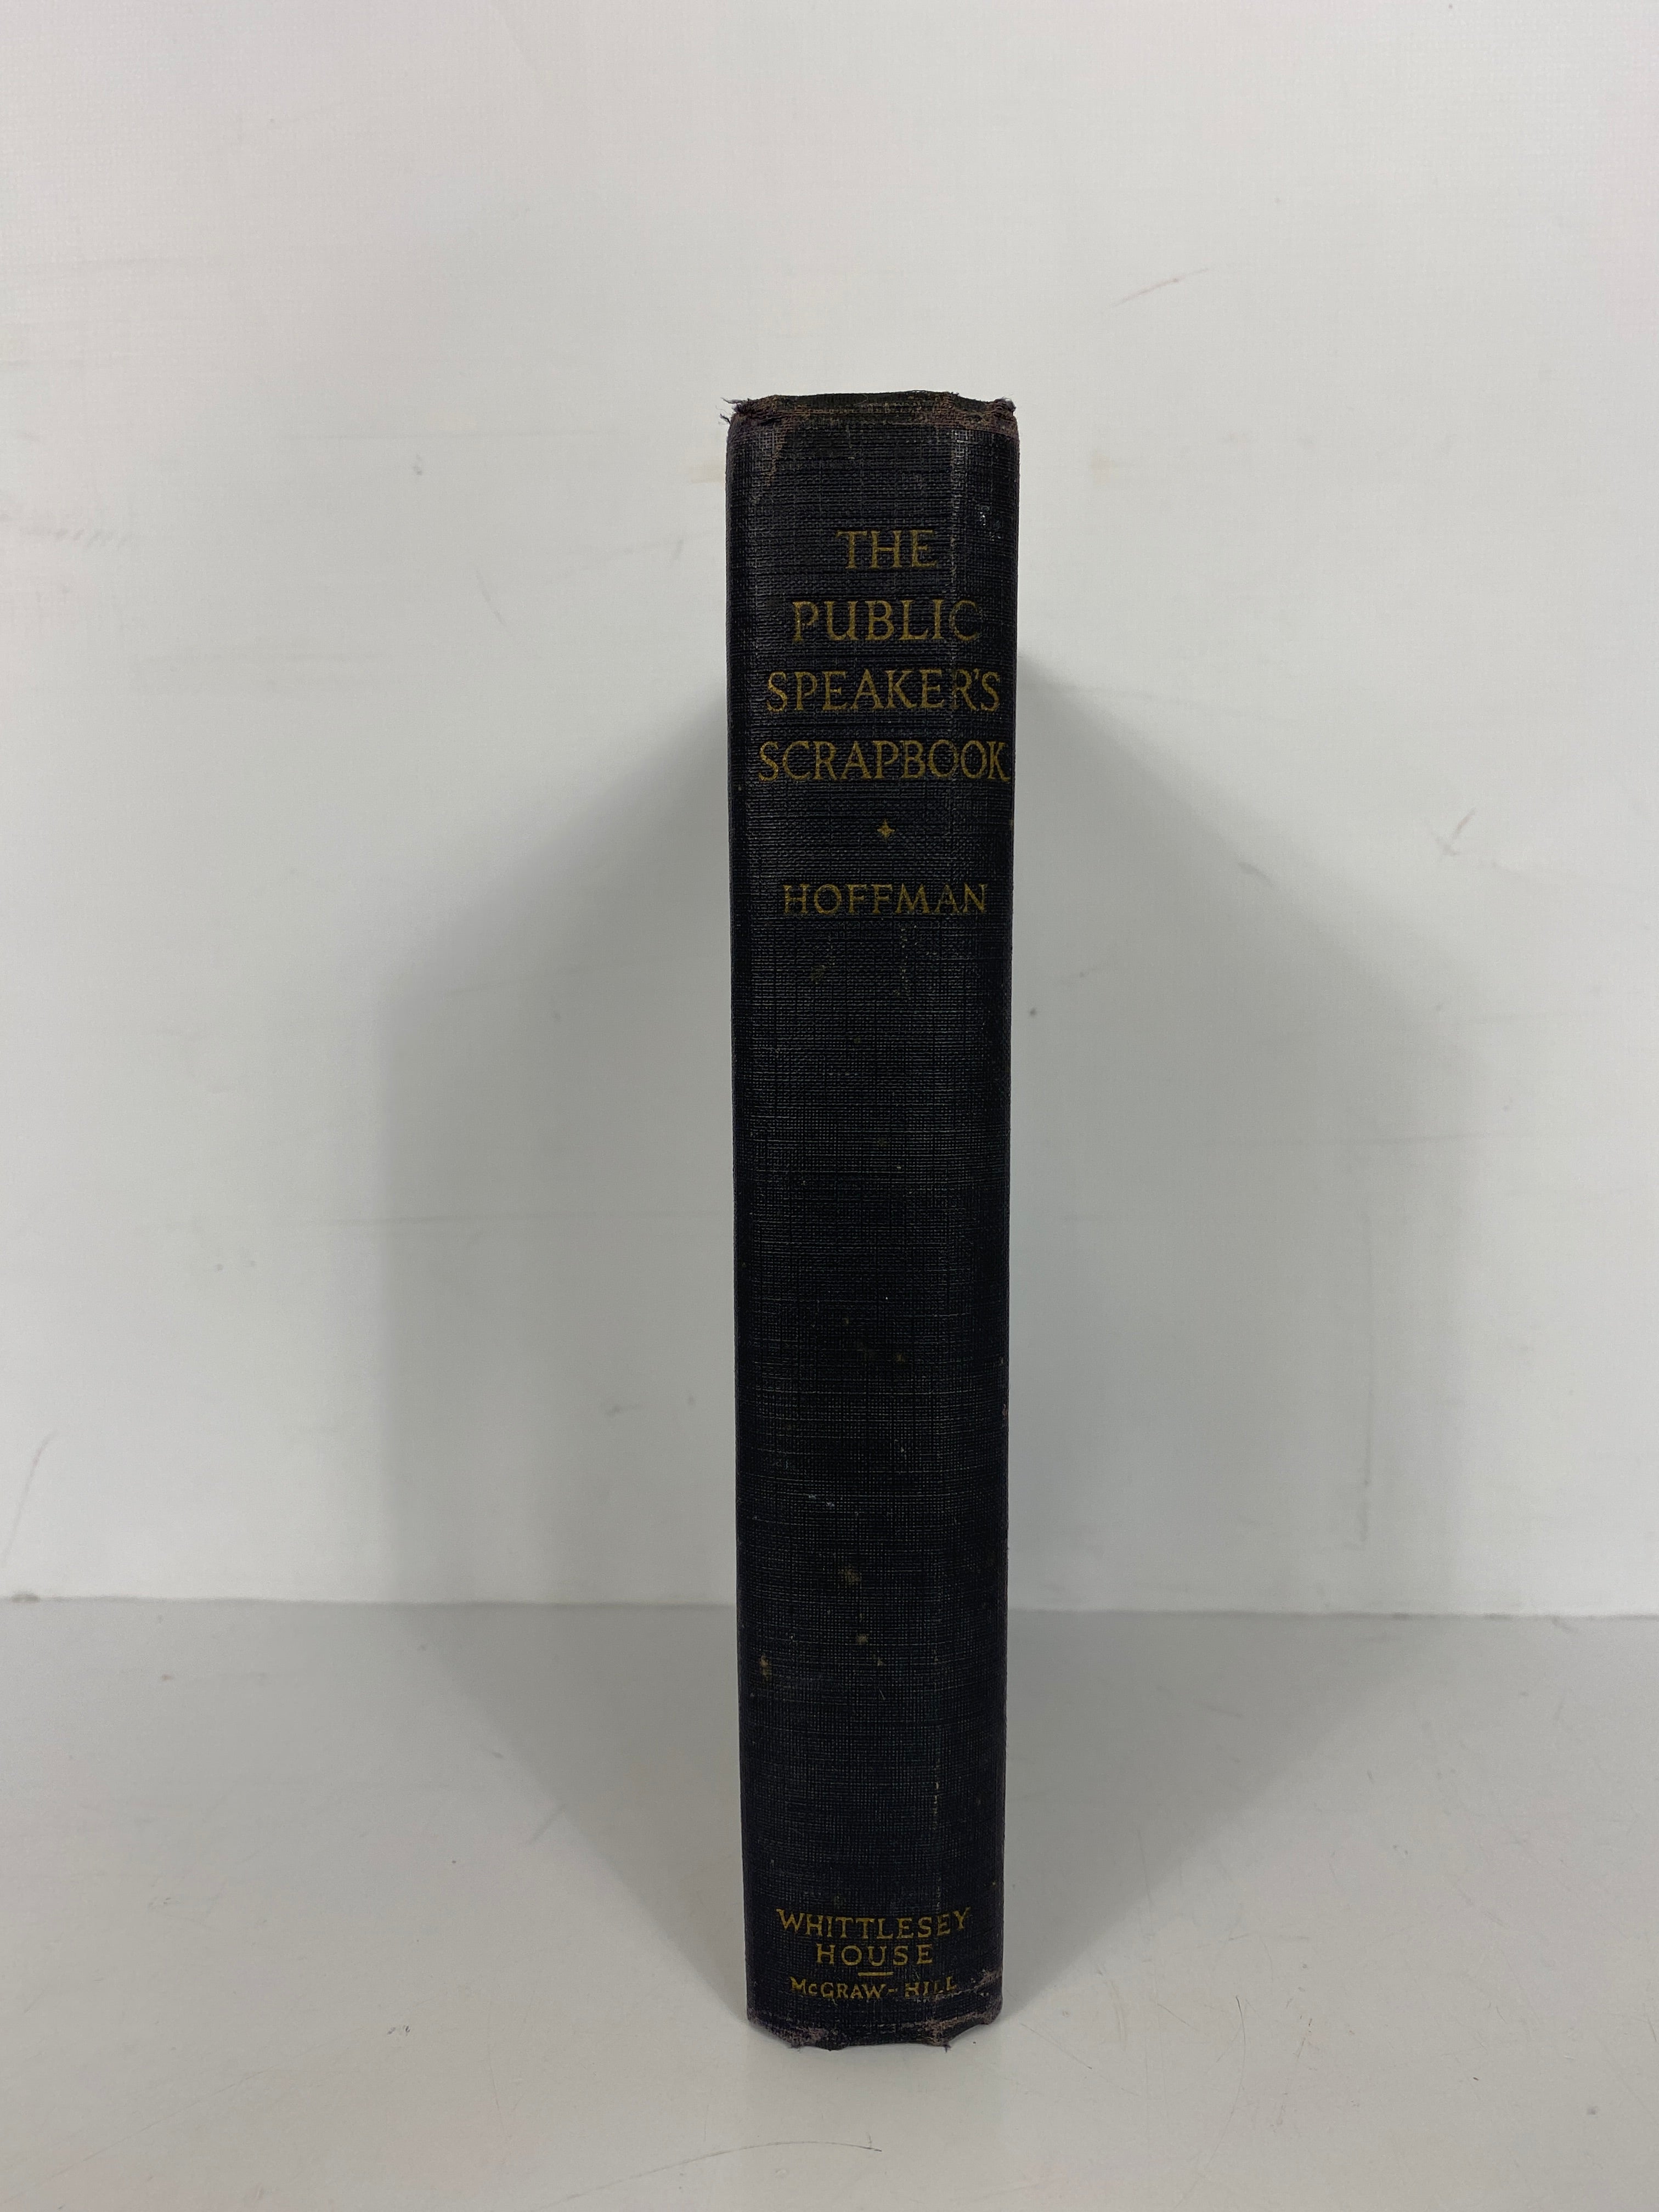 THE
PUBLIC
SPEAKER'S
SCRAPBOOK
HOFFMAN
WHITTLESEY
HOUSE
McGRAW-HILL